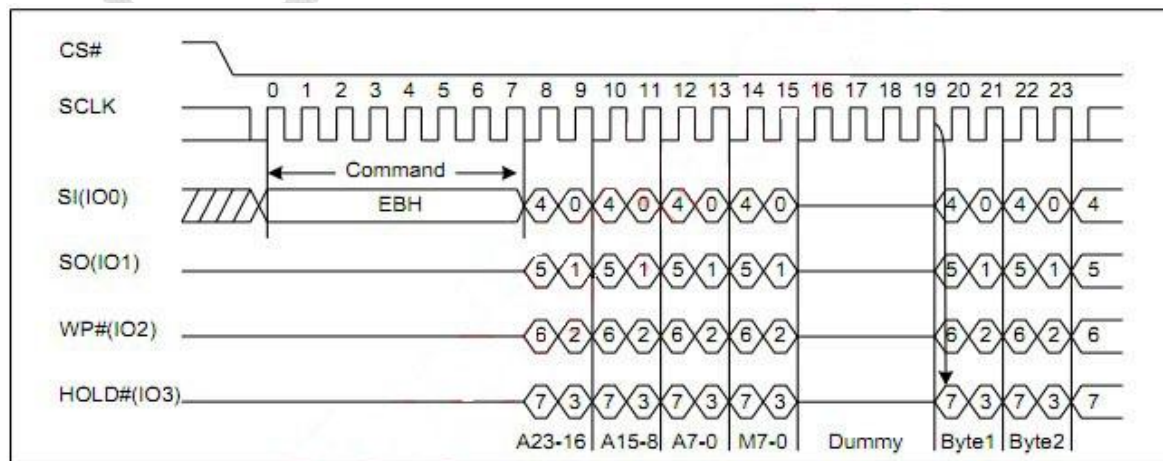 CS#
0 1 2 3 4 5 6 7 8 9 10 11 12 13 14 15 16 17 18 19 20 21 22 23
SCLK
Command
SI(IO0) EBH 4 0 4 0 4 0 4 0 4 0 4 0 4
SO(IO1) 5 1 5 1 5 1 5 1 5 1 5 1 5
WP#(IO2) 6 2 6 2 6 2 6 2 6 2 6 2 6
HOLD#(IO3) 7 3 7 3 7 3 7 3 7 3 7 3 7
A23-16 A15-8 A7-0 M7-0 Dummy Byte1 Byte2